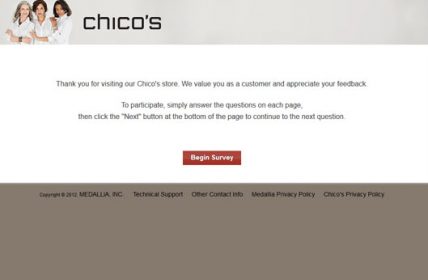 chico's
Thank you for visiting our Chico's store. We value you as a customer and appreciate your feedback
To participate, simply answer the questions on each page,
then click the "Next" button at the bottom of the page to continue to the next question.
Begin Survey
Copyright © 2012 MEDALLIA, INC. Technical Support Other Contact Info Medallia Privacy Policy Chico's Privacy Policy